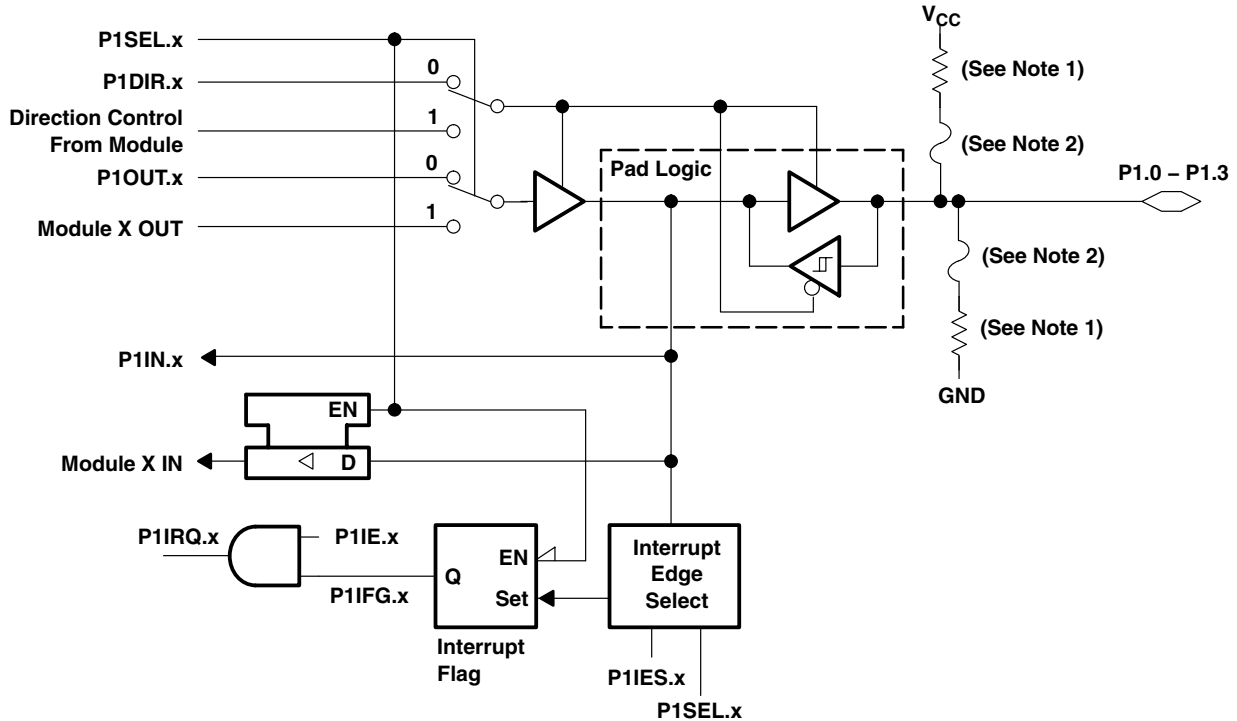 V_CC
P1SEL.x
0
(See Note 1)
P1DIR.x
Direction Control
From Module
1
(See Note 2)
0
Pad Logic
P1OUT.x
P1.0 – P1.3
1
Module X OUT
(See Note 2)
(See Note 1)
P1IN.x
GND
EN
Module X IN
D
P1IRQ.x
P1IE.x
EN
Interrupt
Edge
Select
Q
P1IFG.x
Set
Interrupt
Flag
P1IES.x
P1SEL.x